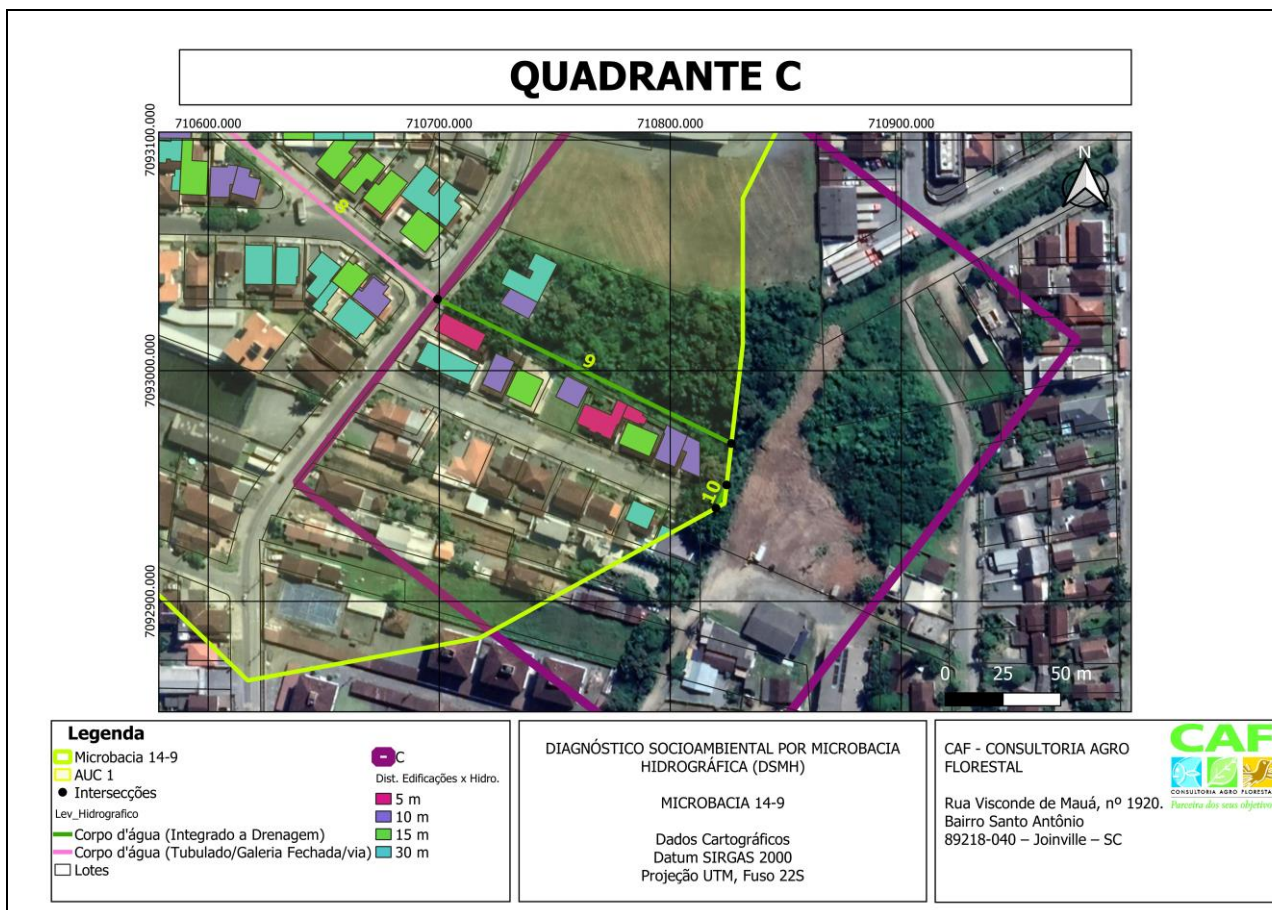 QUADRANTE C
710600.000
710700.000
710800.000
710900.000
7093100.000
7093000.000
7092900.000
N
8
9
10
0 25 50 m
Legenda
Microbacia 14-9
AUC 1
Intersecções
Lev_Hidrografico
Corpo d'água (Integrado a Drenagem)
Corpo d'água (Tubulado/Galeria Fechada/via)
Lotes
C
Dist. Edificações x Hidro.
5 m
10 m
15 m
30 m
DIAGNÓSTICO SOCIOAMBIENTAL POR MICROBACIA
HIDROGRÁFICA (DSMH)
MICROBACIA 14-9
Dados Cartográficos
Datum SIRGAS 2000
Projeção UTM, Fuso 22S
CAF - CONSULTORIA AGRO
FLORESTAL
Rua Visconde de Mauá, nº 1920.
Bairro Santo Antônio
89218-040 – Joinville – SC
CAF
CONSULTORIA AGRO FLORESTAL
Parceira dos seus objetivos